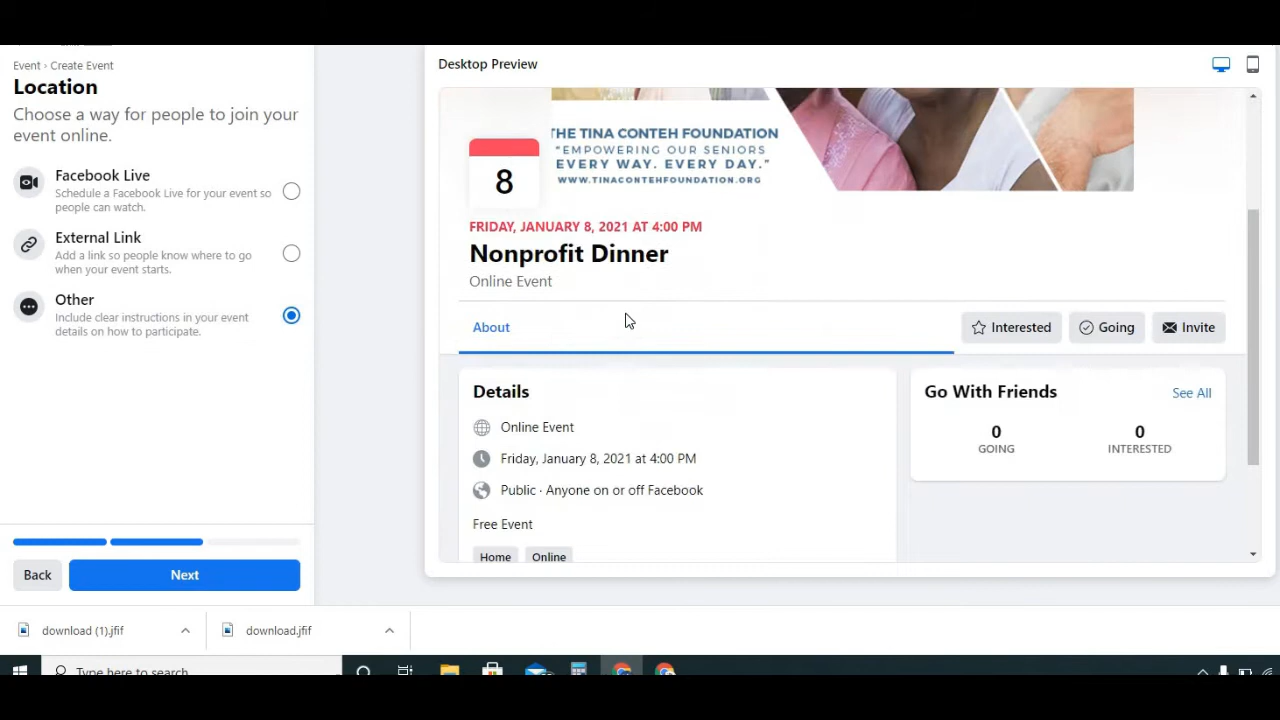 Event › Create Event
Location
Choose a way for people to join your
event online.
Facebook Live
Schedule a Facebook Live for your event so
people can watch.
External Link
Add a link so people know where to go
when your event starts.
Other
Include clear instructions in your event
details on how to participate.
Back
Next
Desktop Preview
THE TINA CONTEH FOUNDATION
"EMPOWERING OUR SENIORS
EVERY WAY. EVERY DAY."
WWW.TINACONTEHFOUNDATION.ORG
8
FRIDAY, JANUARY 8, 2021 AT 4:00 PM
Nonprofit Dinner
Online Event
About
Interested
Going
Invite
Details
Online Event
Friday, January 8, 2021 at 4:00 PM
Public · Anyone on or off Facebook
Free Event
Home Online
Go With Friends
See All
0
GOING
0
INTERESTED
download (1).jfif
download.jfif
Type here to search